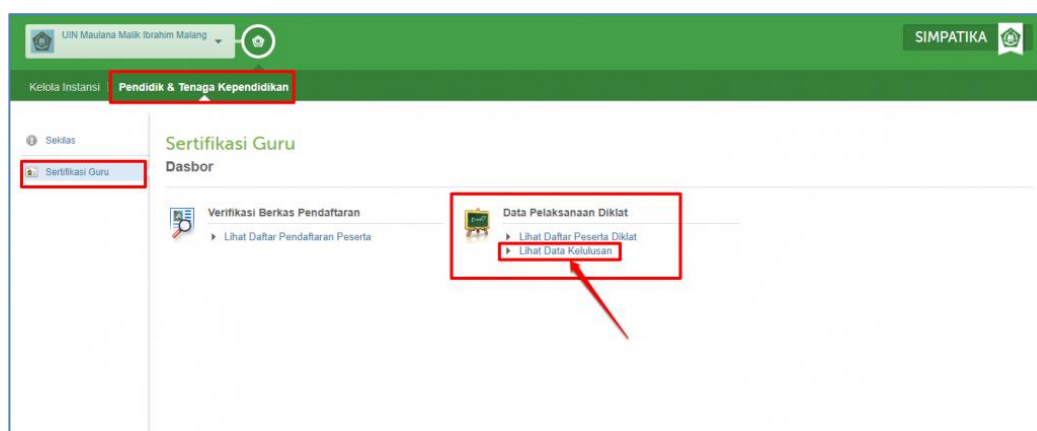 UIN Maulana Malik Ibrahim Malang
SIMPATIKA
Kelola Instansi
Pendidik & Tenaga Kependidikan
Sekilas
Sertifikasi Guru
Sertifikasi Guru
Dasbor
Verifikasi Berkas Pendaftaran
Lihat Daftar Pendaftaran Peserta
Data Pelaksanaan Diklat
Lihat Daftar Peserta Diklat
Lihat Data Kelulusan